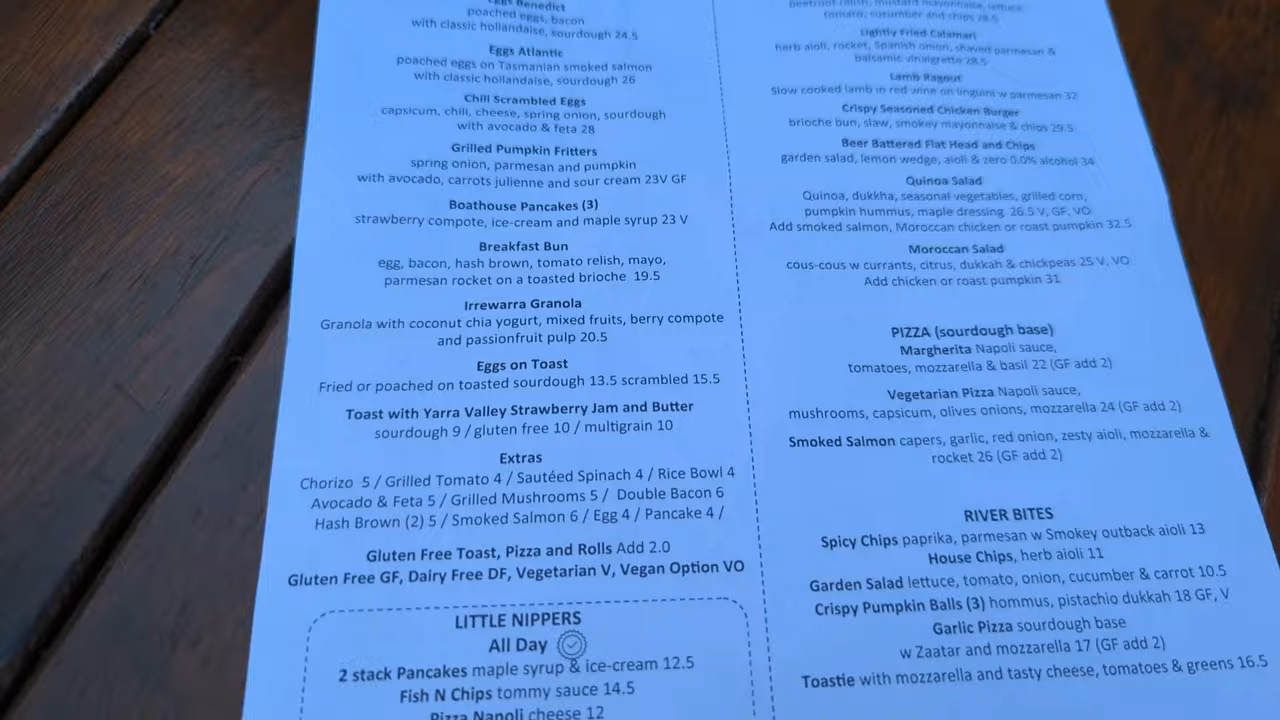 Eggs Benedict
poached eggs, bacon
with classic hollandaise, sourdough 24.5
Eggs Atlantic
poached eggs on Tasmanian smoked salmon
with classic hollandaise, sourdough 26
Chili Scrambled Eggs
capsicum, chili, cheese, spring onion, sourdough
with avocado & feta 28
Grilled Pumpkin Fritters
spring onion, parmesan and pumpkin
with avocado, carrots julienne and sour cream 23V GF
Boathouse Pancakes (3)
strawberry compote, ice-cream and maple syrup 23 V
Breakfast Bun
egg, bacon, hash brown, tomato relish, mayo,
parmesan rocket on a toasted brioche 19.5
Irrewarra Granola
Granola with coconut chia yogurt, mixed fruits, berry compote
and passionfruit pulp 20.5
Eggs on Toast
Fried or poached on toasted sourdough 13.5 scrambled 15.5
Toast with Yarra Valley Strawberry Jam and Butter
sourdough 9 / gluten free 10 / multigrain 10
Extras
Chorizo 5 / Grilled Tomato 4 / Sautéed Spinach 4 / Rice Bowl 4
Avocado & Feta 5 / Grilled Mushrooms 5 / Double Bacon 6
Hash Brown (2) 5 / Smoked Salmon 6 / Egg 4 / Pancake 4 /
Gluten Free Toast, Pizza and Rolls Add 2.0
Gluten Free GF, Dairy Free DF, Vegetarian V, Vegan Option VO
LITTLE NIPPERS
All Day
2 stack Pancakes maple syrup & ice-cream 12.5
Fish N Chips tommy sauce 14.5
Pizza Napoli cheese 12
beetroot relish, mustard mayonnaise, lettuce,
tomato, cucumber and chips 28.5
Lightly Fried Calamari
herb aioli, rocket, Spanish onion, shaved parmesan &
balsamic vinaigrette 28.5
Lamb Ragout
Slow cooked lamb in red wine on linguini w parmesan 32
Crispy Seasoned Chicken Burger
brioche bun, slaw, smokey mayonnaise & chips 29.5
Beer Battered Flat Head and Chips
garden salad, lemon wedge, aioli & zero 0.0% alcohol 34
Quinoa Salad
Quinoa, dukkha, seasonal vegetables, grilled corn,
pumpkin hummus, maple dressing 26.5 V, GF, VO
Add smoked salmon, Moroccan chicken or roast pumpkin 32.5
Moroccan Salad
cous-cous w currants, citrus, dukkah & chickpeas 25 V, VO
Add chicken or roast pumpkin 31
PIZZA (sourdough base)
Margherita Napoli sauce,
tomatoes, mozzarella & basil 22 (GF add 2)
Vegetarian Pizza Napoli sauce,
mushrooms, capsicum, olives onions, mozzarella 24 (GF add 2)
Smoked Salmon capers, garlic, red onion, zesty aioli, mozzarella &
rocket 26 (GF add 2)
RIVER BITES
Spicy Chips paprika, parmesan w Smokey outback aioli 13
House Chips, herb aioli 11
Garden Salad lettuce, tomato, onion, cucumber & carrot 10.5
Crispy Pumpkin Balls (3) hommus, pistachio dukkah 18 GF, V
Garlic Pizza sourdough base
w Zaatar and mozzarella 17 (GF add 2)
Toastie with mozzarella and tasty cheese, tomatoes & greens 16.5